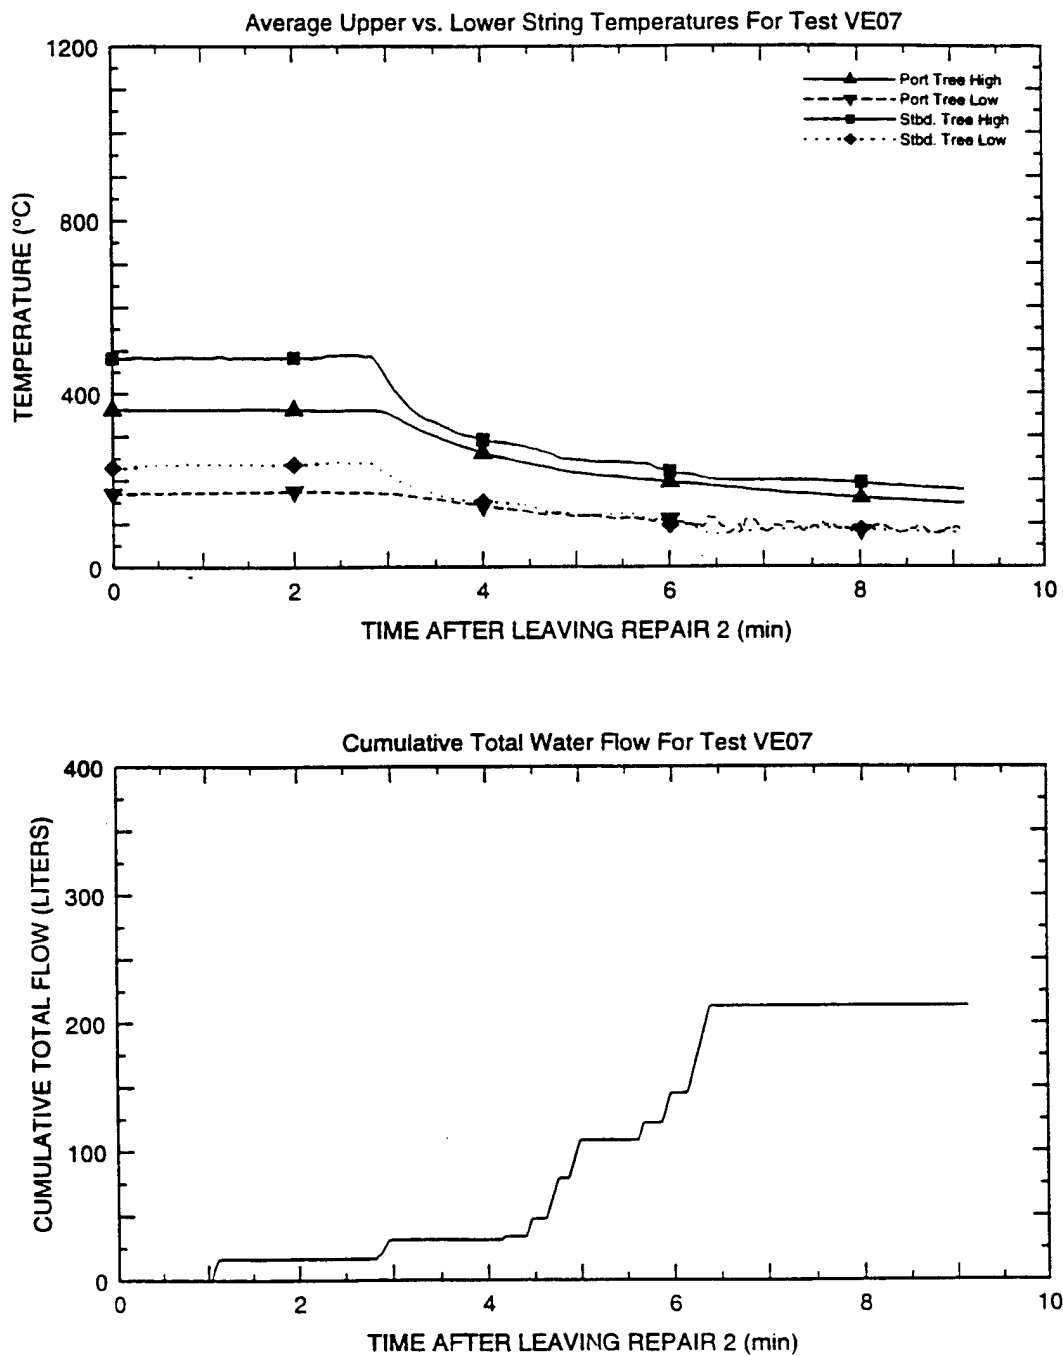 Average Upper vs. Lower String Temperatures For Test VE07
1200
800
400
0
TEMPERATURE (°C)
Port Tree High
Port Tree Low
Stbd. Tree High
Stbd. Tree Low
0 2 4 6 8 10
TIME AFTER LEAVING REPAIR 2 (min)
Cumulative Total Water Flow For Test VE07
400
300
200
100
0
CUMULATIVE TOTAL FLOW (LITERS)
0 2 4 6 8 10
TIME AFTER LEAVING REPAIR 2 (min)